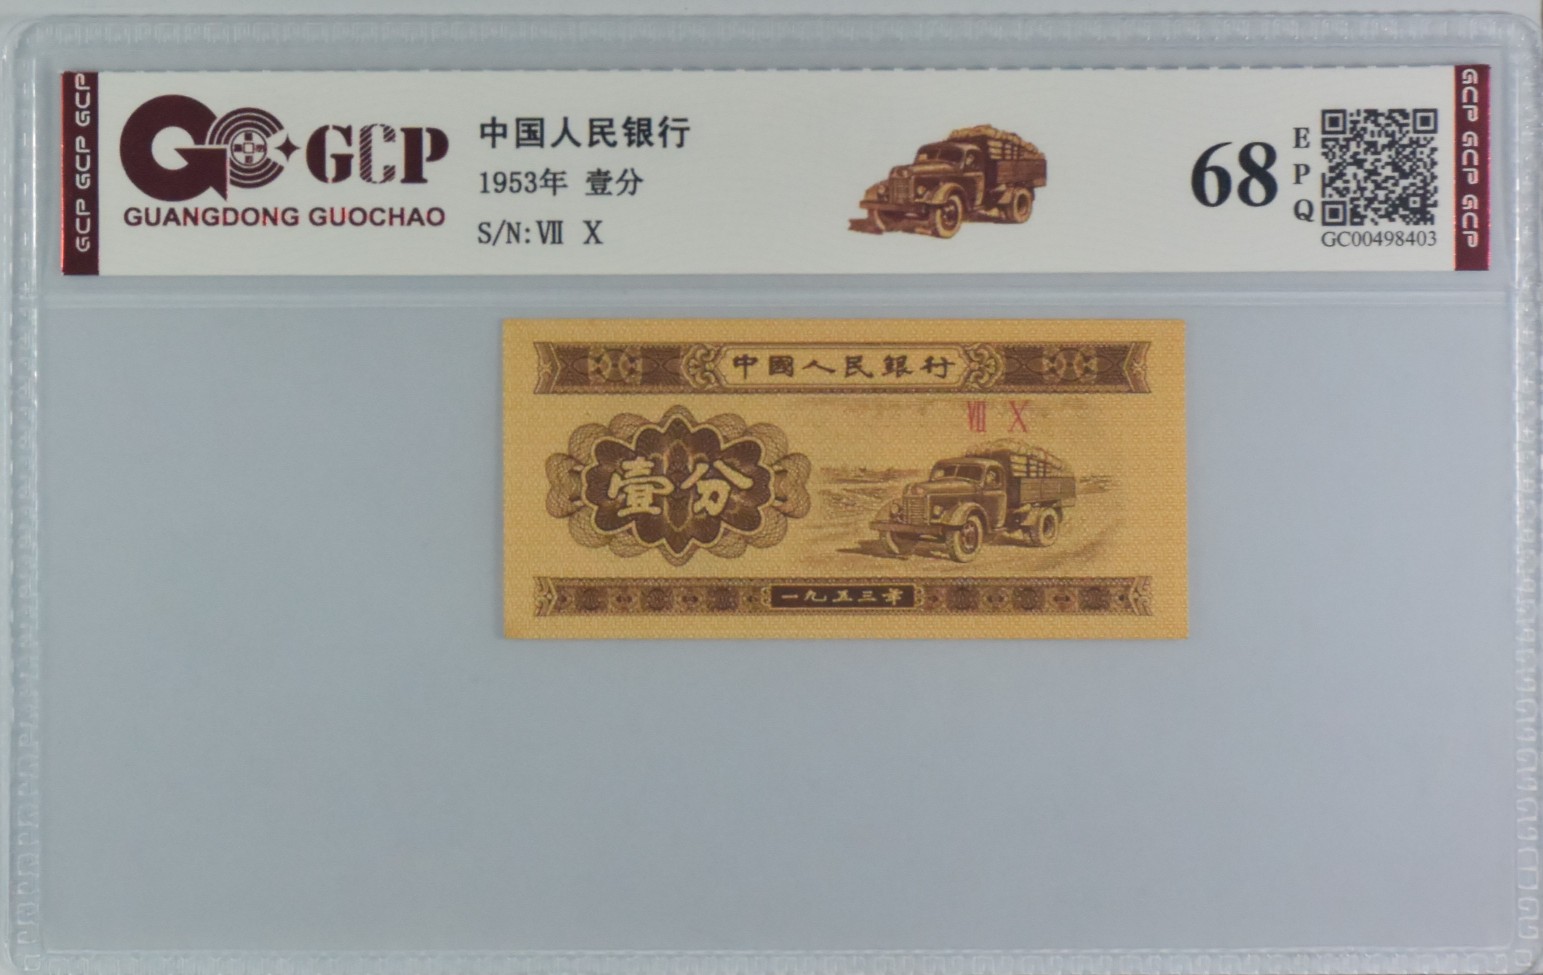 GCP GCP GCP
GCP
GUANGDONG GUOCHAO
中国人民银行
1953年 壹分
S/N:Ⅶ Ⅹ
68
EPQ
GC00498403
GCP GCP GCP
中國人民銀行
Ⅶ Ⅹ
壹分
一九五三年